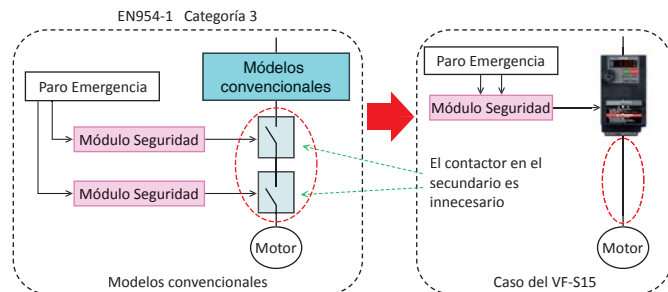 EN954-1 Categoría 3
Paro Emergencia
Módelos
convencionales
Módulo Seguridad
Módulo Seguridad
Motor
Modelos convencionales
El contactor en el
secundario es
innecesario
Paro Emergencia
Módulo Seguridad
Motor
Caso del VF-S15